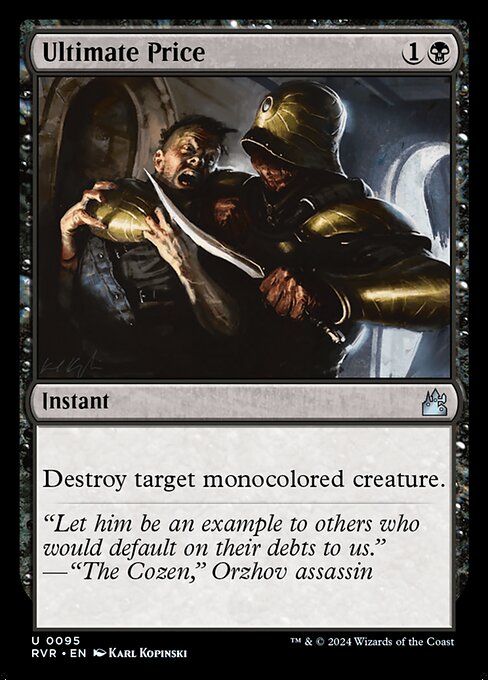 Ultimate Price 1
Instant
Destroy target monocolored creature.
“Let him be an example to others who
would default on their debts to us.”
—“The Cozen,” Orzhov assassin
U 0095
RVR • EN Karl Kopinski
™ & © 2024 Wizards of the Coast